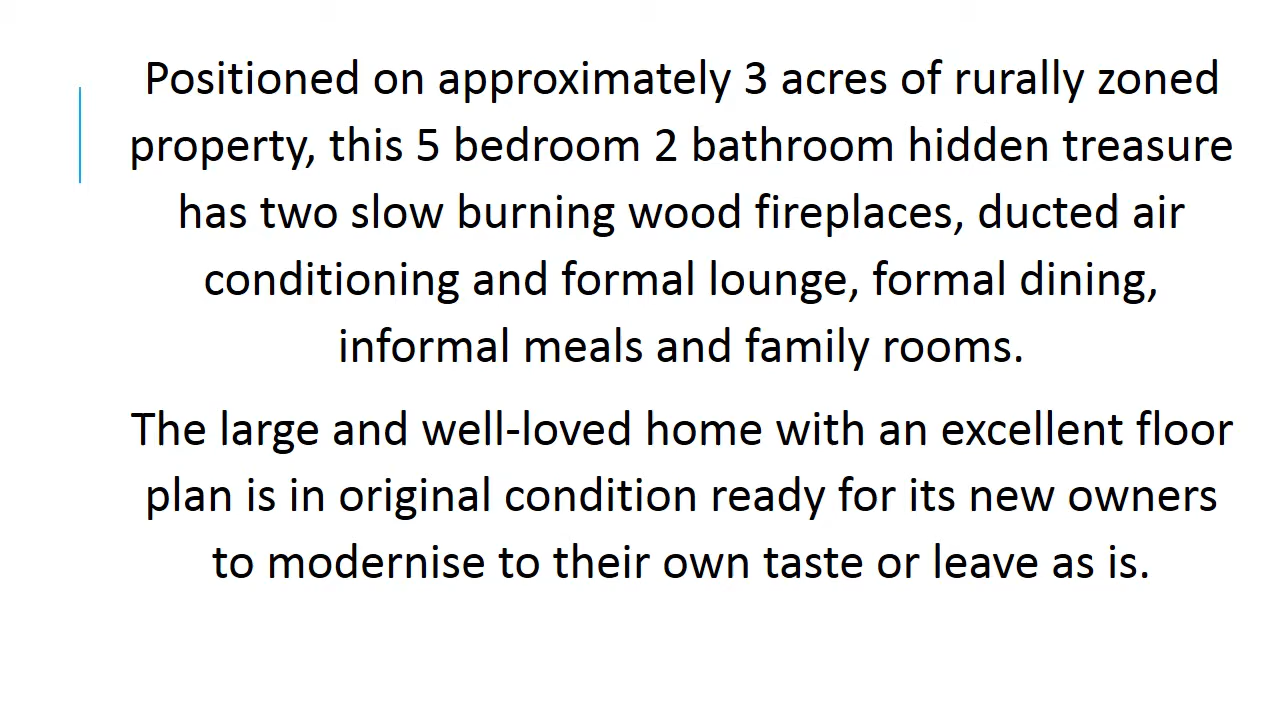 Positioned on approximately 3 acres of rurally zoned
property, this 5 bedroom 2 bathroom hidden treasure
has two slow burning wood fireplaces, ducted air
conditioning and formal lounge, formal dining,
informal meals and family rooms.
The large and well-loved home with an excellent floor
plan is in original condition ready for its new owners
to modernise to their own taste or leave as is.